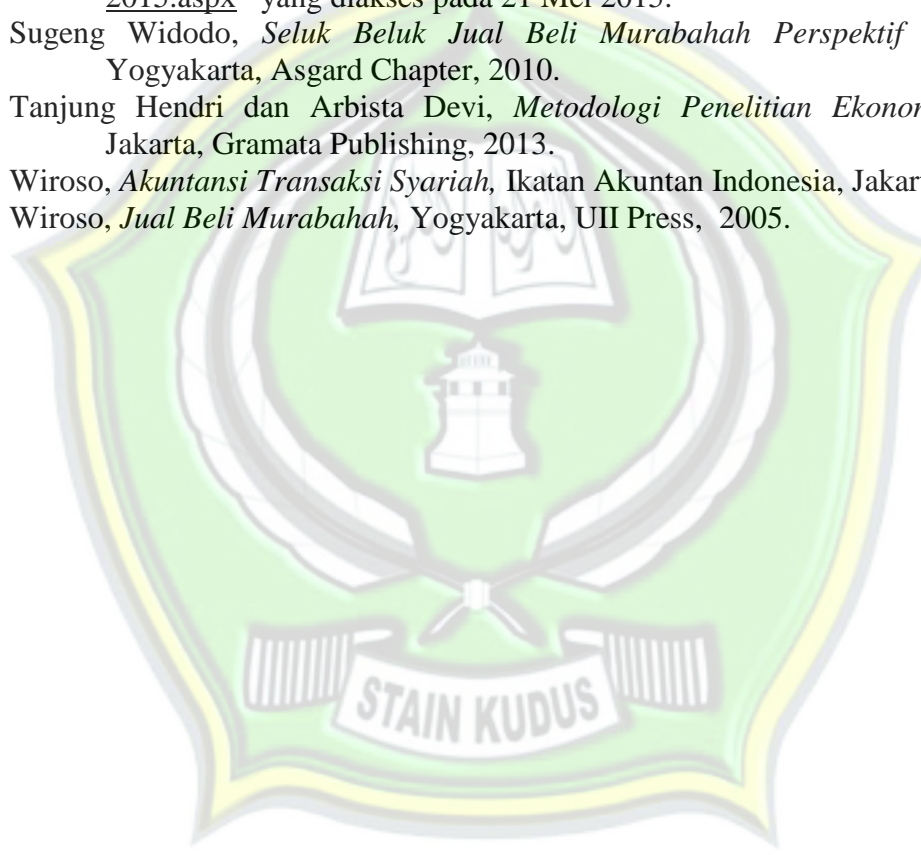 2015.aspx yang diakses pada 21 Mei 2015.
Sugeng Widodo, Seluk Beluk Jual Beli Murabahah Perspektif
Yogyakarta, Asgard Chapter, 2010.
Tanjung Hendri dan Arbista Devi, Metodologi Penelitian Ekonom
Jakarta, Gramata Publishing, 2013.
Wiroso, Akuntansi Transaksi Syariah, Ikatan Akuntan Indonesia, Jakar
Wiroso, Jual Beli Murabahah, Yogyakarta, UII Press, 2005.
STAIN KUDUS